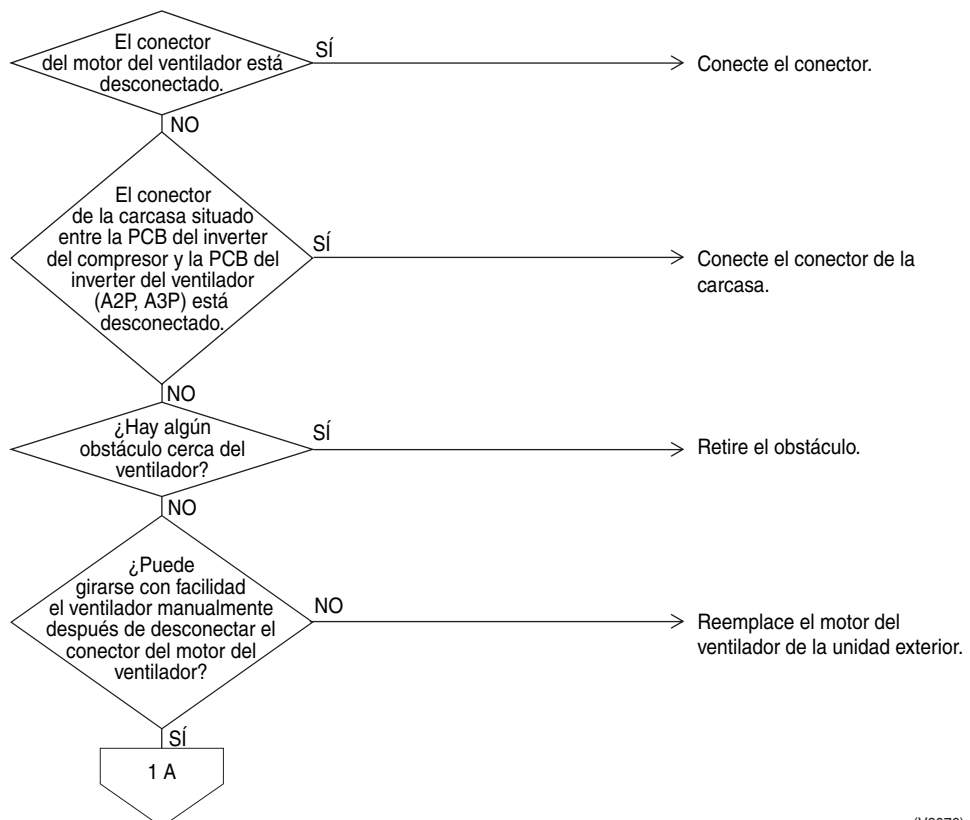 El conector
del motor del ventilador está
desconectado.
SÍ
Conecte el conector.
NO
El conector
de la carcasa situado
entre la PCB del inverter
del compresor y la PCB del
inverter del ventilador
(A2P, A3P) está
desconectado.
SÍ
Conecte el conector de la
carcasa.
NO
¿Hay algún
obstáculo cerca del
ventilador?
SÍ
Retire el obstáculo.
NO
¿Puede
girarse con facilidad
el ventilador manualmente
después de desconectar el
conector del motor del
ventilador?
NO
Reemplace el motor del
ventilador de la unidad exterior.
SÍ
1 A